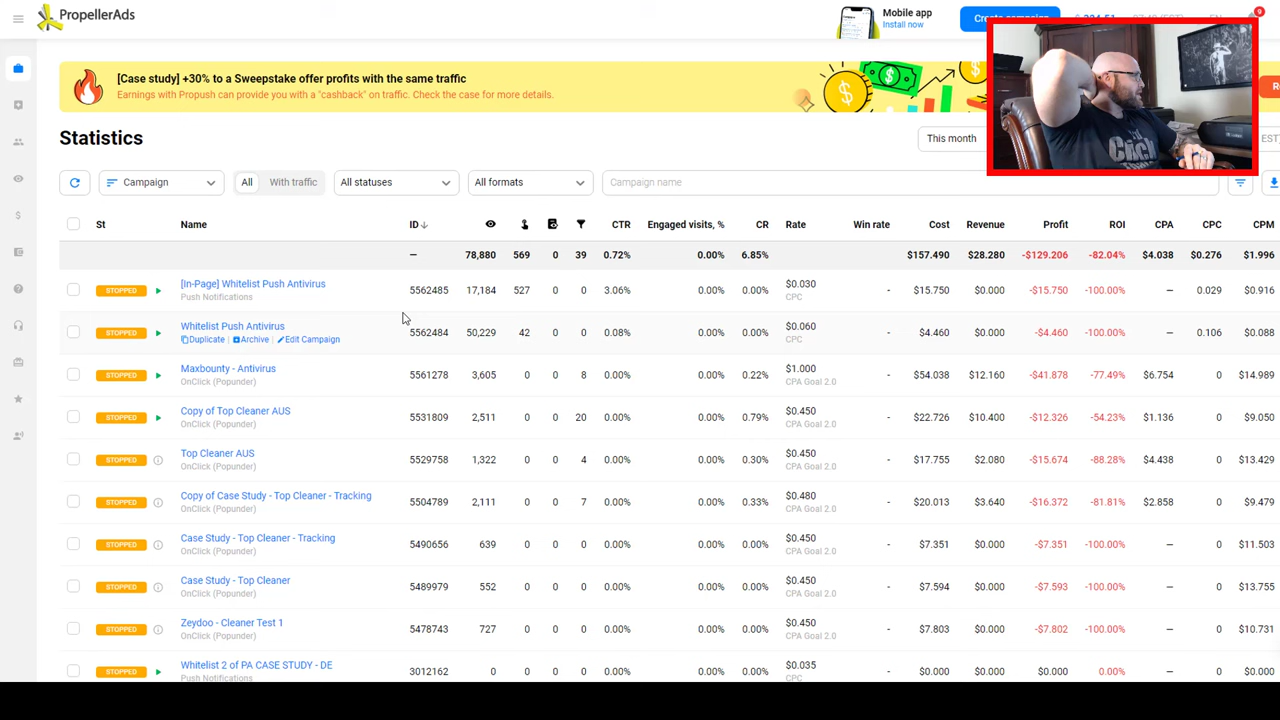 PropellerAds
Mobile app
Install now
9
[Case study] +30% to a Sweepstake offer profits with the same traffic
Earnings with Propush can provide you with a "cashback" on traffic. Check the case for more details.
Statistics
This month
Campaign All With traffic All statuses All formats Campaign name
St Name ID CTR Engaged visits, % CR Rate Win rate Cost Revenue Profit ROI CPA CPC CPM
— 78,880 569 0 39 0.72% 0.00% 6.85% $157.490 $28.280 -$129.206 -82.04% $4.038 $0.276 $1.996
STOPPED [In-Page] Whitelist Push Antivirus 5562485 17,184 527 0 0 3.06% 0.00% 0.00% $0.030 - $15.750 $0.000 -$15.750 -100.00% — 0.029 $0.916
Push Notifications CPC
STOPPED Whitelist Push Antivirus 5562484 50,229 42 0 0 0.08% 0.00% 0.00% $0.060 - $4.460 $0.000 -$4.460 -100.00% — 0.106 $0.088
Duplicate | Archive | Edit Campaign CPC
STOPPED Maxbounty - Antivirus 5561278 3,605 0 0 8 0.00% 0.00% 0.22% $1.000 - $54.038 $12.160 -$41.878 -77.49% $6.754 0 $14.989
OnClick (Popunder) CPA Goal 2.0
STOPPED Copy of Top Cleaner AUS 5531809 2,511 0 0 20 0.00% 0.00% 0.79% $0.450 - $22.726 $10.400 -$12.326 -54.23% $1.136 0 $9.050
OnClick (Popunder) CPA Goal 2.0
STOPPED Top Cleaner AUS 5529758 1,322 0 0 4 0.00% 0.00% 0.30% $0.450 - $17.755 $2.080 -$15.674 -88.28% $4.438 0 $13.429
OnClick (Popunder) CPA Goal 2.0
STOPPED Copy of Case Study - Top Cleaner - Tracking 5504789 2,111 0 0 7 0.00% 0.00% 0.33% $0.480 - $20.013 $3.640 -$16.372 -81.81% $2.858 0 $9.479
OnClick (Popunder) CPA Goal 2.0
STOPPED Case Study - Top Cleaner - Tracking 5490656 639 0 0 0 0.00% 0.00% 0.00% $0.450 - $7.351 $0.000 -$7.351 -100.00% — 0 $11.503
OnClick (Popunder) CPA Goal 2.0
STOPPED Case Study - Top Cleaner 5489979 552 0 0 0 0.00% 0.00% 0.00% $0.450 - $7.594 $0.000 -$7.593 -100.00% — 0 $13.755
OnClick (Popunder) CPA Goal 2.0
STOPPED Zeydoo - Cleaner Test 1 5478743 727 0 0 0 0.00% 0.00% 0.00% $0.450 - $7.803 $0.000 -$7.802 -100.00% — 0 $10.731
OnClick (Popunder) CPA Goal 2.0
STOPPED Whitelist 2 of PA CASE STUDY - DE 3012162 0 0 0 0 0.00% 0.00% 0.00% $0.035 - $0.000 $0.000 $0.000 0.00% — 0 $0.000
Push Notifications CPC